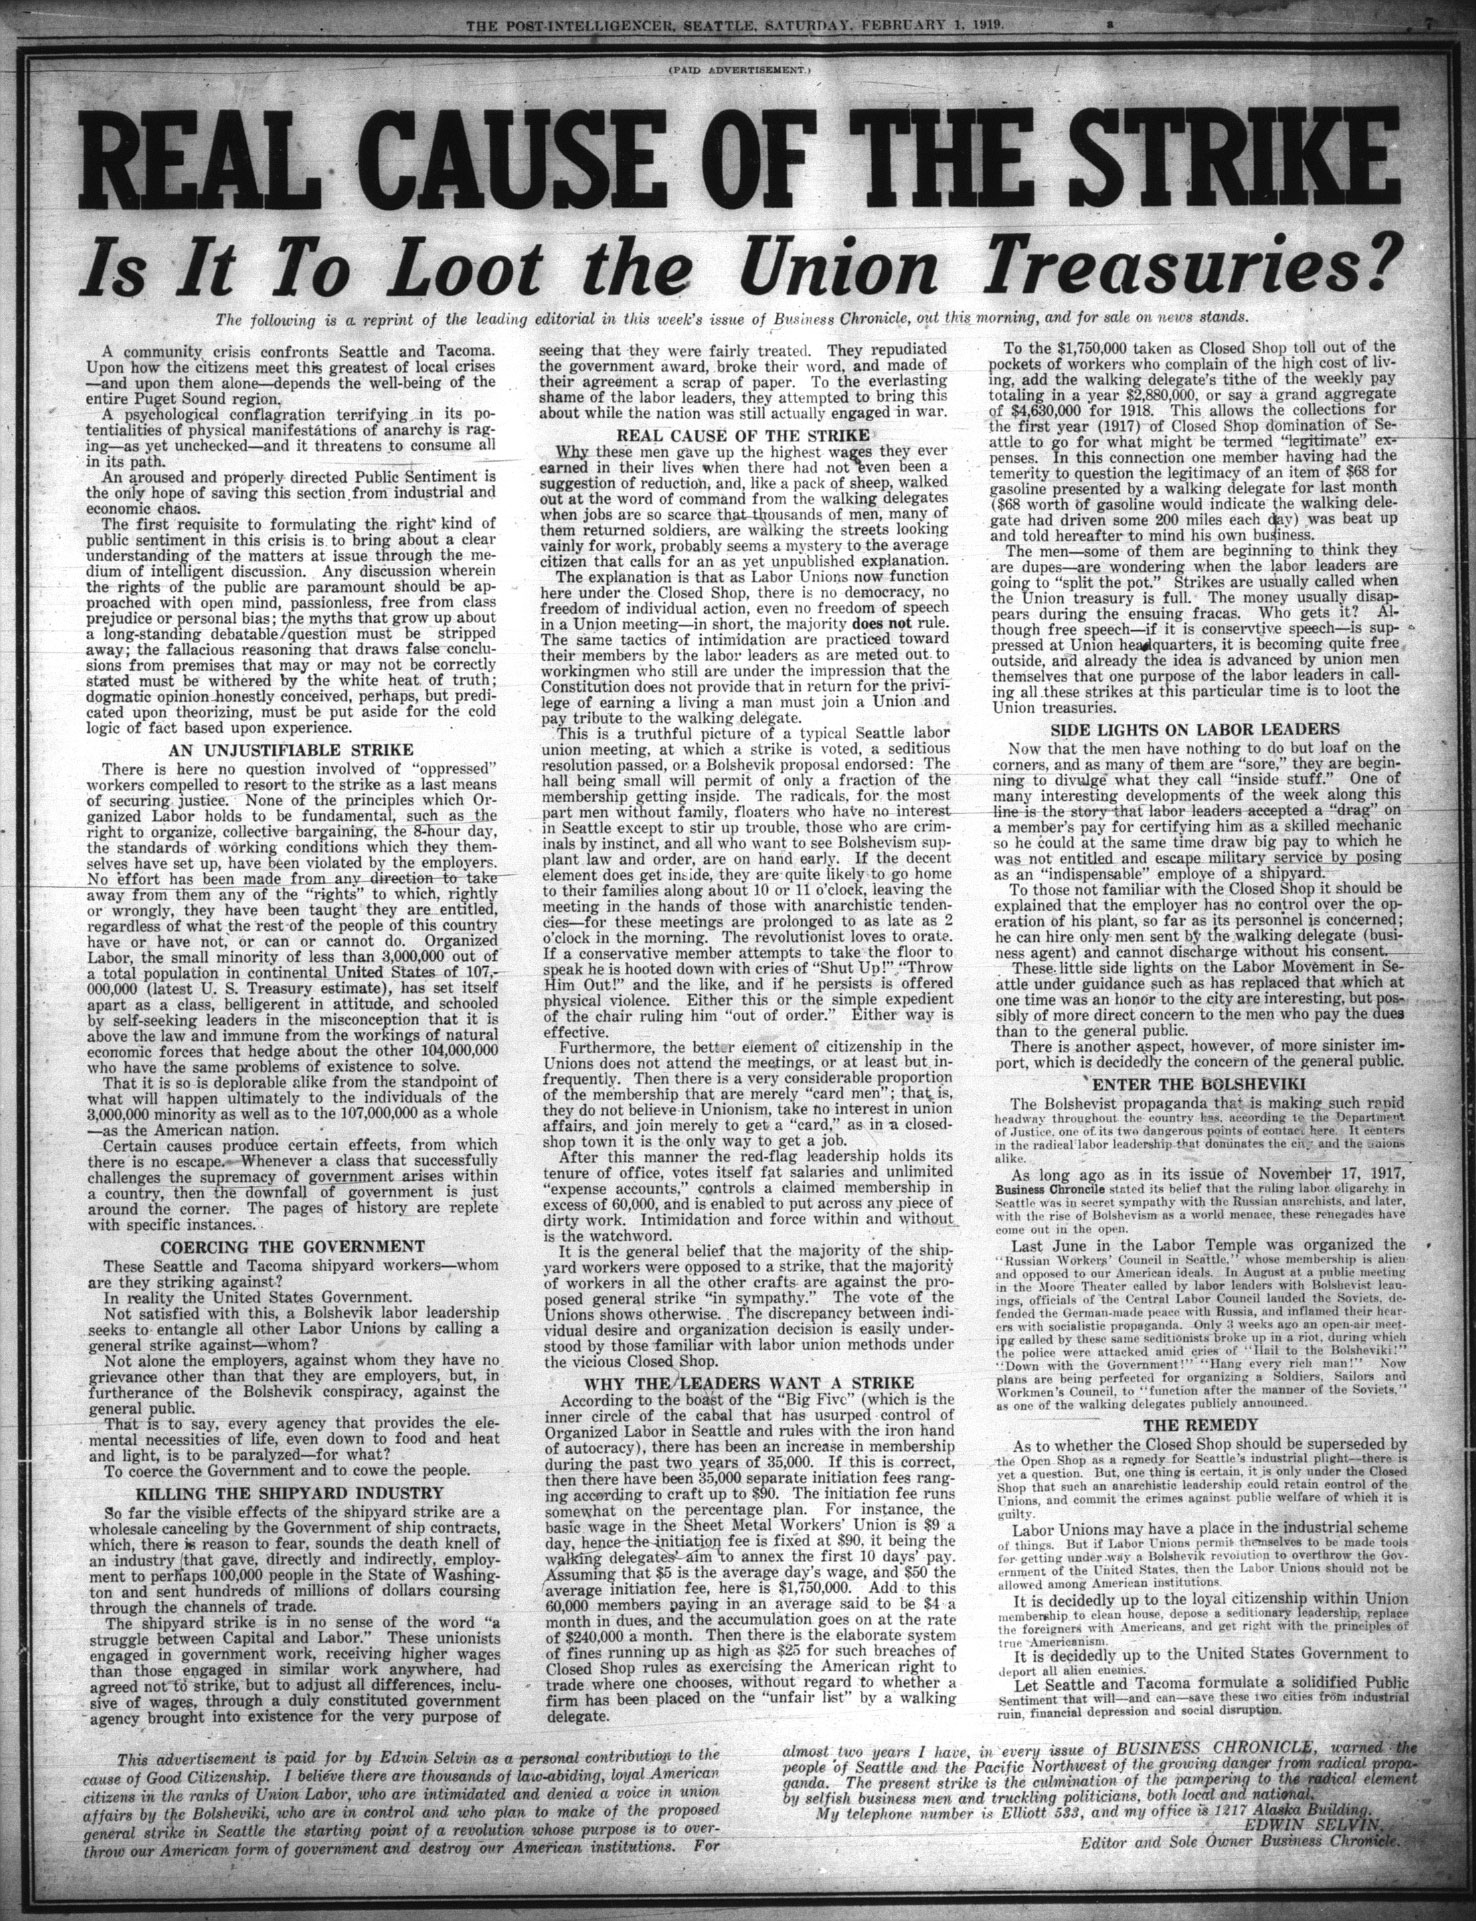 THE POST-INTELLIGENCER, SEATTLE, SATURDAY, FEBRUARY 1, 1919.
7
(PAID ADVERTISEMENT.)
REAL CAUSE OF THE STRIKE
Is It To Loot the Union Treasuries?
The following is a reprint of the leading editorial in this week's issue of Business Chronicle, out this morning, and for sale on news stands.
A community crisis confronts Seattle and Tacoma.
Upon how the citizens meet this greatest of local crises
—and upon them alone—depends the well-being of the
entire Puget Sound region.
A psychological conflagration terrifying in its po-
tentialities of physical manifestations of anarchy is rag-
ing—as yet unchecked—and it threatens to consume all
in its path.
An aroused and properly directed Public Sentiment is
the only hope of saving this section from industrial and
economic chaos.
The first requisite to formulating the right kind of
public sentiment in this crisis is to bring about a clear
understanding of the matters at issue through the me-
dium of intelligent discussion. Any discussion wherein
the rights of the public are paramount should be ap-
proached with open mind, passionless, free from class
prejudice or personal bias; the myths that grow up about
a long-standing debatable question must be stripped
away; the fallacious reasoning that draws false conclu-
sions from premises that may or may not be correctly
stated must be withered by the white heat of truth;
dogmatic opinion honestly conceived, perhaps, but predi-
cated upon theorizing, must be put aside for the cold
logic of fact based upon experience.
AN UNJUSTIFIABLE STRIKE
There is here no question involved of "oppressed"
workers compelled to resort to the strike as a last means
of securing justice. None of the principles which Or-
ganized Labor holds to be fundamental, such as the
right to organize, collective bargaining, the 8-hour day,
the standards of working conditions which they them-
selves have set up, have been violated by the employers.
No effort has been made from any direction to take
away from them any of the "rights" to which, rightly
or wrongly, they have been taught they are entitled,
regardless of what the rest of the people of this country
have or have not, or can or cannot do. Organized
Labor, the small minority of less than 3,000,000 out of
a total population in continental United States of 107,-
000,000 (latest U. S. Treasury estimate), has set itself
apart as a class, belligerent in attitude, and schooled
by self-seeking leaders in the misconception that it is
above the law and immune from the workings of natural
economic forces that hedge about the other 104,000,000
who have the same problems of existence to solve.
That it is so is deplorable alike from the standpoint of
what will happen ultimately to the individuals of the
3,000,000 minority as well as to the 107,000,000 as a whole
—as the American nation.
Certain causes produce certain effects, from which
there is no escape. Whenever a class that successfully
challenges the supremacy of government arises within
a country, then the downfall of government is just
around the corner. The pages of history are replete
with specific instances.
COERCING THE GOVERNMENT
These Seattle and Tacoma shipyard workers—whom
are they striking against?
In reality the United States Government.
Not satisfied with this, a Bolshevik labor leadership
seeks to entangle all other Labor Unions by calling a
general strike against—whom?
Not alone the employers, against whom they have no
grievance other than that they are employers, but, in
furtherance of the Bolshevik conspiracy, against the
general public.
That is to say, every agency that provides the ele-
mental necessities of life, even down to food and heat
and light, is to be paralyzed—for what?
To coerce the Government and to cowe the people.
KILLING THE SHIPYARD INDUSTRY
So far the visible effects of the shipyard strike are a
wholesale canceling by the Government of ship contracts,
which, there is reason to fear, sounds the death knell of
an industry that gave, directly and indirectly, employ-
ment to perhaps 100,000 people in the State of Washing-
ton and sent hundreds of millions of dollars coursing
through the channels of trade.
The shipyard strike is in no sense of the word "a
struggle between Capital and Labor." These unionists
engaged in government work, receiving higher wages
than those engaged in similar work anywhere, had
agreed not to strike, but to adjust all differences, inclu-
sive of wages, through a duly constituted government
agency brought into existence for the very purpose of
seeing that they were fairly treated. They repudiated
the government award, broke their word, and made of
their agreement a scrap of paper. To the everlasting
shame of the labor leaders, they attempted to bring this
about while the nation was still actually engaged in war.
REAL CAUSE OF THE STRIKE
Why these men gave up the highest wages they ever
earned in their lives when there had not even been a
suggestion of reduction, and, like a pack of sheep, walked
out at the word of command from the walking delegates
when jobs are so scarce that thousands of men, many of
them returned soldiers, are walking the streets looking
vainly for work, probably seems a mystery to the average
citizen that calls for an as yet unpublished explanation.
The explanation is that as Labor Unions now function
here under the Closed Shop, there is no democracy, no
freedom of individual action, even no freedom of speech
in a Union meeting—in short, the majority does not rule.
The same tactics of intimidation are practiced toward
their members by the labor leaders as are meted out to
workingmen who still are under the impression that the
Constitution does not provide that in return for the privi-
lege of earning a living a man must join a Union and
pay tribute to the walking delegate.
This is a truthful picture of a typical Seattle labor
union meeting, at which a strike is voted, a seditious
resolution passed, or a Bolshevik proposal endorsed: The
hall being small will permit of only a fraction of the
membership getting inside. The radicals, for the most
part men without family, floaters who have no interest
in Seattle except to stir up trouble, those who are crim-
inals by instinct, and all who want to see Bolshevism sup-
plant law and order, are on hand early. If the decent
element does get inside, they are quite likely to go home
to their families along about 10 or 11 o'clock, leaving the
meeting in the hands of those with anarchistic tenden-
cies—for these meetings are prolonged to as late as 2
o'clock in the morning. The revolutionist loves to orate.
If a conservative member attempts to take the floor to
speak he is hooted down with cries of "Shut Up!" "Throw
Him Out!" and the like, and if he persists is offered
physical violence. Either this or the simple expedient
of the chair ruling him "out of order." Either way is
effective.
Furthermore, the better element of citizenship in the
Unions does not attend the meetings, or at least but in-
frequently. Then there is a very considerable proportion
of the membership that are merely "card men"; that is,
they do not believe in Unionism, take no interest in union
affairs, and join merely to get a "card," as in a closed-
shop town it is the only way to get a job.
After this manner the red-flag leadership holds its
tenure of office, votes itself fat salaries and unlimited
"expense accounts," controls a claimed membership in
excess of 60,000, and is enabled to put across any piece of
dirty work. Intimidation and force within and without
is the watchword.
It is the general belief that the majority of the ship-
yard workers were opposed to a strike, that the majority
of workers in all the other crafts are against the pro-
posed general strike "in sympathy." The vote of the
Unions shows otherwise. The discrepancy between indi-
vidual desire and organization decision is easily under-
stood by those familiar with labor union methods under
the vicious Closed Shop.
WHY THE LEADERS WANT A STRIKE
According to the boast of the "Big Five" (which is the
inner circle of the cabal that has usurped control of
Organized Labor in Seattle and rules with the iron hand
of autocracy), there has been an increase in membership
during the past two years of 35,000. If this is correct,
then there have been 35,000 separate initiation fees rang-
ing according to craft up to $90. The initiation fee runs
somewhat on the percentage plan. For instance, the
basic wage in the Sheet Metal Workers' Union is $9 a
day, hence the initiation fee is fixed at $90, it being the
walking delegates' aim to annex the first 10 days' pay.
Assuming that $5 is the average day's wage, and $50 the
average initiation fee, here is $1,750,000. Add to this
60,000 members paying in an average said to be $4 a
month in dues, and the accumulation goes on at the rate
of $240,000 a month. Then there is the elaborate system
of fines running up as high as $25 for such breaches of
Closed Shop rules as exercising the American right to
trade where one chooses, without regard to whether a
firm has been placed on the "unfair list" by a walking
delegate.
To the $1,750,000 taken as Closed Shop toll out of the
pockets of workers who complain of the high cost of liv-
ing, add the walking delegate's tithe of the weekly pay
totaling in a year $2,880,000, or say a grand aggregate
of $4,630,000 for 1918. This allows the collections for
the first year (1917) of Closed Shop domination of Se-
attle to go for what might be termed "legitimate" ex-
penses. In this connection one member having had the
temerity to question the legitimacy of an item of $68 for
gasoline presented by a walking delegate for last month
($68 worth of gasoline would indicate the walking dele-
gate had driven some 200 miles each day) was beat up
and told hereafter to mind his own business.
The men—some of them are beginning to think they
are dupes—are wondering when the labor leaders are
going to "split the pot." Strikes are usually called when
the Union treasury is full. The money usually disap-
pears during the ensuing fracas. Who gets it? Al-
though free speech—if it is conservtive speech—is sup-
pressed at Union headquarters, it is becoming quite free
outside, and already the idea is advanced by union men
themselves that one purpose of the labor leaders in call-
ing all these strikes at this particular time is to loot the
Union treasuries.
SIDE LIGHTS ON LABOR LEADERS
Now that the men have nothing to do but loaf on the
corners, and as many of them are "sore," they are begin-
ning to divulge what they call "inside stuff." One of
many interesting developments of the week along this
line is the story that labor leaders accepted a "drag" on
a member's pay for certifying him as a skilled mechanic
so he could at the same time draw big pay to which he
was not entitled and escape military service by posing
as an "indispensable" employe of a shipyard.
To those not familiar with the Closed Shop it should be
explained that the employer has no control over the op-
eration of his plant, so far as its personnel is concerned;
he can hire only men sent by the walking delegate (busi-
ness agent) and cannot discharge without his consent.
These little side lights on the Labor Movement in Se-
attle under guidance such as has replaced that which at
one time was an honor to the city are interesting, but pos-
sibly of more direct concern to the men who pay the dues
than to the general public.
There is another aspect, however, of more sinister im-
port, which is decidedly the concern of the general public.
ENTER THE BOLSHEVIKI
The Bolshevist propaganda that is making such rapid
headway throughout the country has, according to the Department
of Justice, one of its two dangerous points of contact here. It centers
in the radical labor leadership that dominates the city and the unions
alike.
As long ago as in its issue of November 17, 1917,
Business Chroncile stated its belief that the ruling labor oligarchy in
Seattle was in secret sympathy with the Russian anarchists, and later,
with the rise of Bolshevism as a world menace, these renegades have
come out in the open.
Last June in the Labor Temple was organized the
"Russian Workers' Council in Seattle," whose membership is alien
and opposed to our American ideals. In August at a public meeting
in the Moore Theater called by labor leaders with Bolshevist lean-
ings, officials of the Central Labor Council lauded the Soviets, de-
fended the German-made peace with Russia, and inflamed their hear-
ers with socialistic propaganda. Only 3 weeks ago an open-air meet-
ing called by these same seditionists broke up in a riot, during which
the police were attacked amid cries of "Hail to the Bolsheviki!"
"Down with the Government!" "Hang every rich man!" Now
plans are being perfected for organizing a Soldiers, Sailors and
Workmen's Council, to "function after the manner of the Soviets,"
as one of the walking delegates publicly announced.
THE REMEDY
As to whether the Closed Shop should be superseded by
the Open Shop as a remedy for Seattle's industrial plight—there is
yet a question. But, one thing is certain, it is only under the Closed
Shop that such an anarchistic leadership could retain control of the
Unions, and commit the crimes against public welfare of which it is
guilty.
Labor Unions may have a place in the industrial scheme
of things. But if Labor Unions permit themselves to be made tools
for getting under way a Bolshevik revolution to overthrow the Gov-
ernment of the United States, then the Labor Unions should not be
allowed among American institutions.
It is decidedly up to the loyal citizenship within Union
membership to clean house, depose a seditionary leadership, replace
the foreigners with Americans, and get right with the principles of
true Americanism.
It is decidedly up to the United States Government to
deport all alien enemies.
Let Seattle and Tacoma formulate a solidified Public
Sentiment that will—and can—save these two cities from industrial
ruin, financial depression and social disruption.
This advertisement is paid for by Edwin Selvin as a personal contribution to the
cause of Good Citizenship. I believe there are thousands of law-abiding, loyal American
citizens in the ranks of Union Labor, who are intimidated and denied a voice in union
affairs by the Bolsheviki, who are in control and who plan to make of the proposed
general strike in Seattle the starting point of a revolution whose purpose is to over-
throw our American form of government and destroy our American institutions. For
almost two years I have, in every issue of BUSINESS CHRONICLE, warned the
people of Seattle and the Pacific Northwest of the growing danger from radical propa-
ganda. The present strike is the culmination of the pampering to the radical element
by selfish business men and truckling politicians, both local and national.
My telephone number is Elliott 533, and my office is 1217 Alaska Building.
EDWIN SELVIN,
Editor and Sole Owner Business Chronicle.